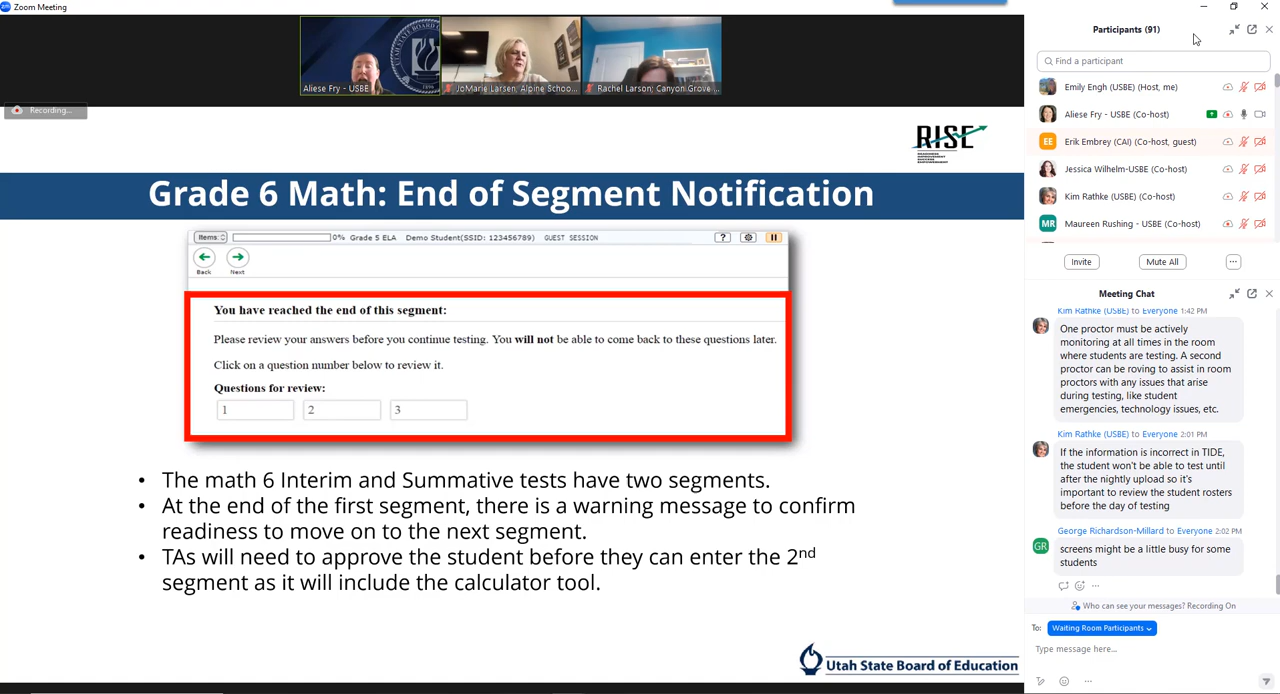 Zoom Meeting
Aliese Fry - USBE
JoMarie Larsen, Alpine Schoo...
Rachel Larson; Canyon Grove ...
Recording...
RISE
Grade 6 Math: End of Segment Notification
Items:
0% Grade 5 ELA Demo Student(SSID: 123456789) GUEST SESSION
Back
Next
You have reached the end of this segment:
Please review your answers before you continue testing. You will not be able to come back to these questions later.
Click on a question number below to review it.
Questions for review:
1
2
3
• The math 6 Interim and Summative tests have two segments.
• At the end of the first segment, there is a warning message to confirm
readiness to move on to the next segment.
• TAs will need to approve the student before they can enter the 2nd
segment as it will include the calculator tool.
Utah State Board of Education
Participants (91)
Find a participant
Emily Engh (USBE) (Host, me)
Aliese Fry - USBE (Co-host)
EE
Erik Embrey (CAI) (Co-host, guest)
Jessica Wilhelm-USBE (Co-host)
Kim Rathke (USBE) (Co-host)
MR
Maureen Rushing - USBE (Co-host)
Invite
Mute All
...
Meeting Chat
Kim Rathke (USBE) to Everyone 1:42 PM
One proctor must be actively
monitoring at all times in the room
where students are testing. A second
proctor can be roving to assist in room
proctors with any issues that arise
during testing, like student
emergencies, technology issues, etc.
Kim Rathke (USBE) to Everyone 2:01 PM
If the information is incorrect in TIDE,
the student won't be able to test until
after the nightly upload so it's
important to review the student rosters
before the day of testing
George Richardson-Millard to Everyone 2:02 PM
GR
screens might be a little busy for some
students
Who can see your messages? Recording On
To: Waiting Room Participants
Type message here...